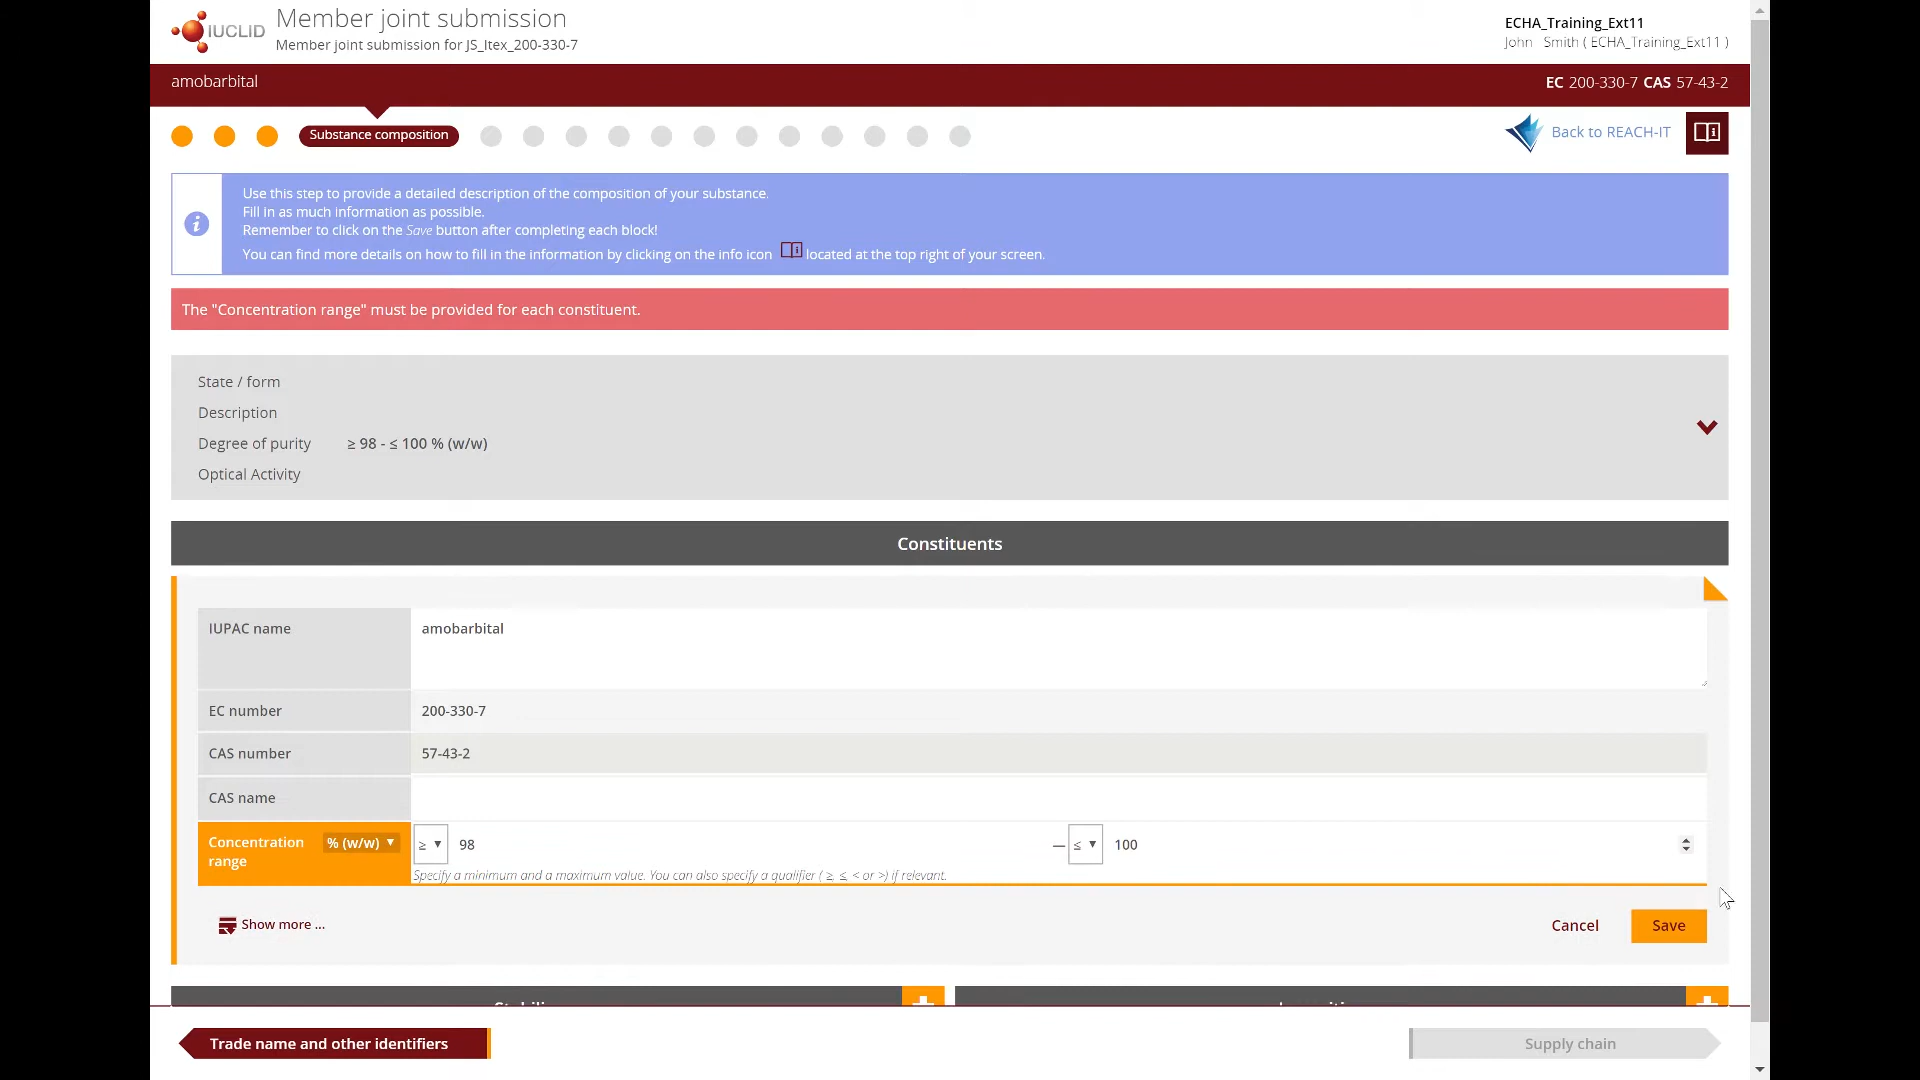 IUCLID
Member joint submission
Member joint submission for JS_Itex_200-330-7
ECHA_Training_Ext11
John Smith ( ECHA_Training_Ext11 )
amobarbital
EC 200-330-7 CAS 57-43-2
Substance composition
Back to REACH-IT
Use this step to provide a detailed description of the composition of your substance.
Fill in as much information as possible.
Remember to click on the Save button after completing each block!
You can find more details on how to fill in the information by clicking on the info icon located at the top right of your screen.
The "Concentration range" must be provided for each constituent.
State / form
Description
Degree of purity ≥ 98 - ≤ 100 % (w/w)
Optical Activity
Constituents
IUPAC name amobarbital
EC number 200-330-7
CAS number 57-43-2
CAS name
Concentration range % (w/w) ≥ 98 — ≤ 100
Specify a minimum and a maximum value. You can also specify a qualifier ( ≥, ≤, < or >) if relevant.
Show more ...
Cancel
Save
Trade name and other identifiers
Supply chain